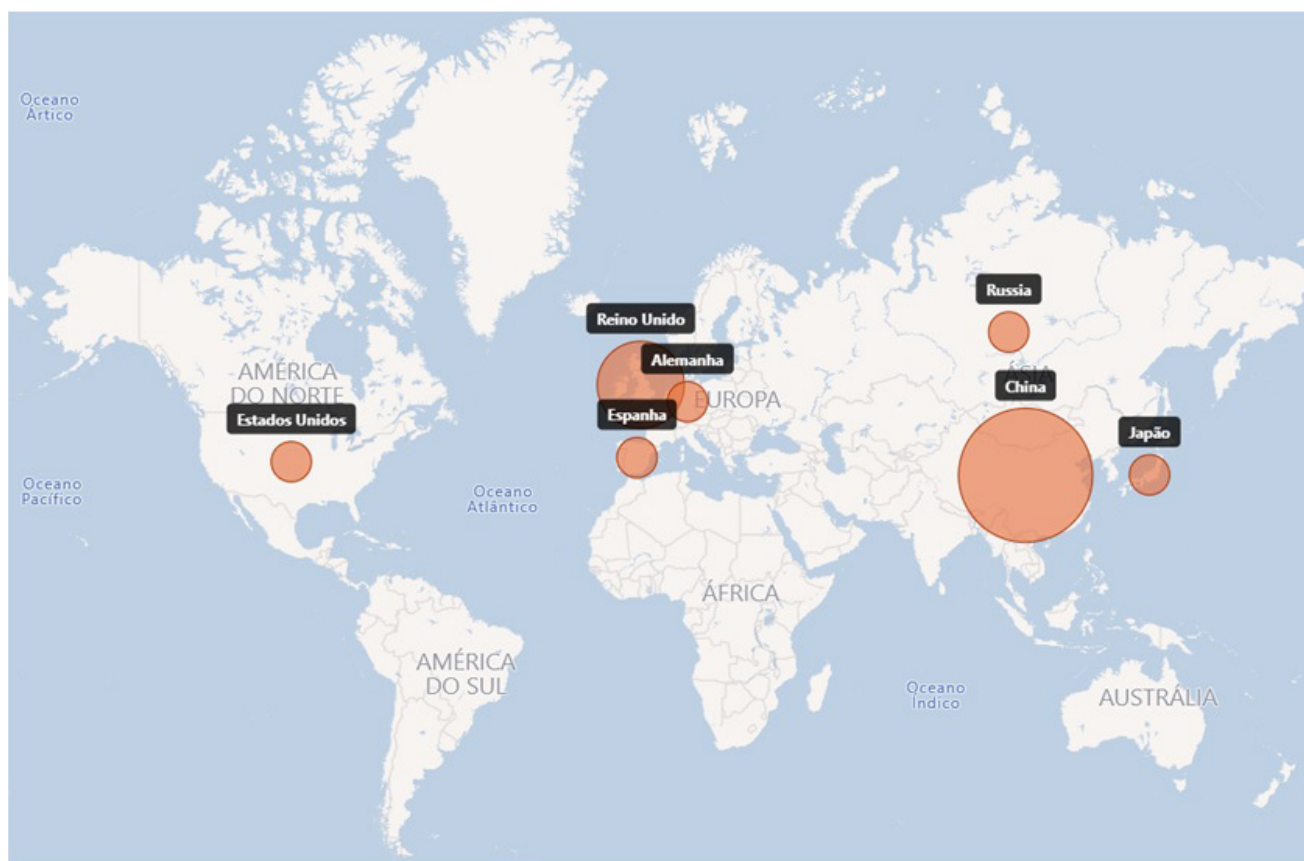 Oceano
Ártico
Russia
Reino Unido
Alemanha
AMÉRICA
DO NORTE
ÁSIA
China
EUROPA
Estados Unidos
Espanha
Japão
Oceano
Pacífico
Oceano
Atlântico
ÁFRICA
AMÉRICA
DO SUL
Oceano
Índico
AUSTRÁLIA